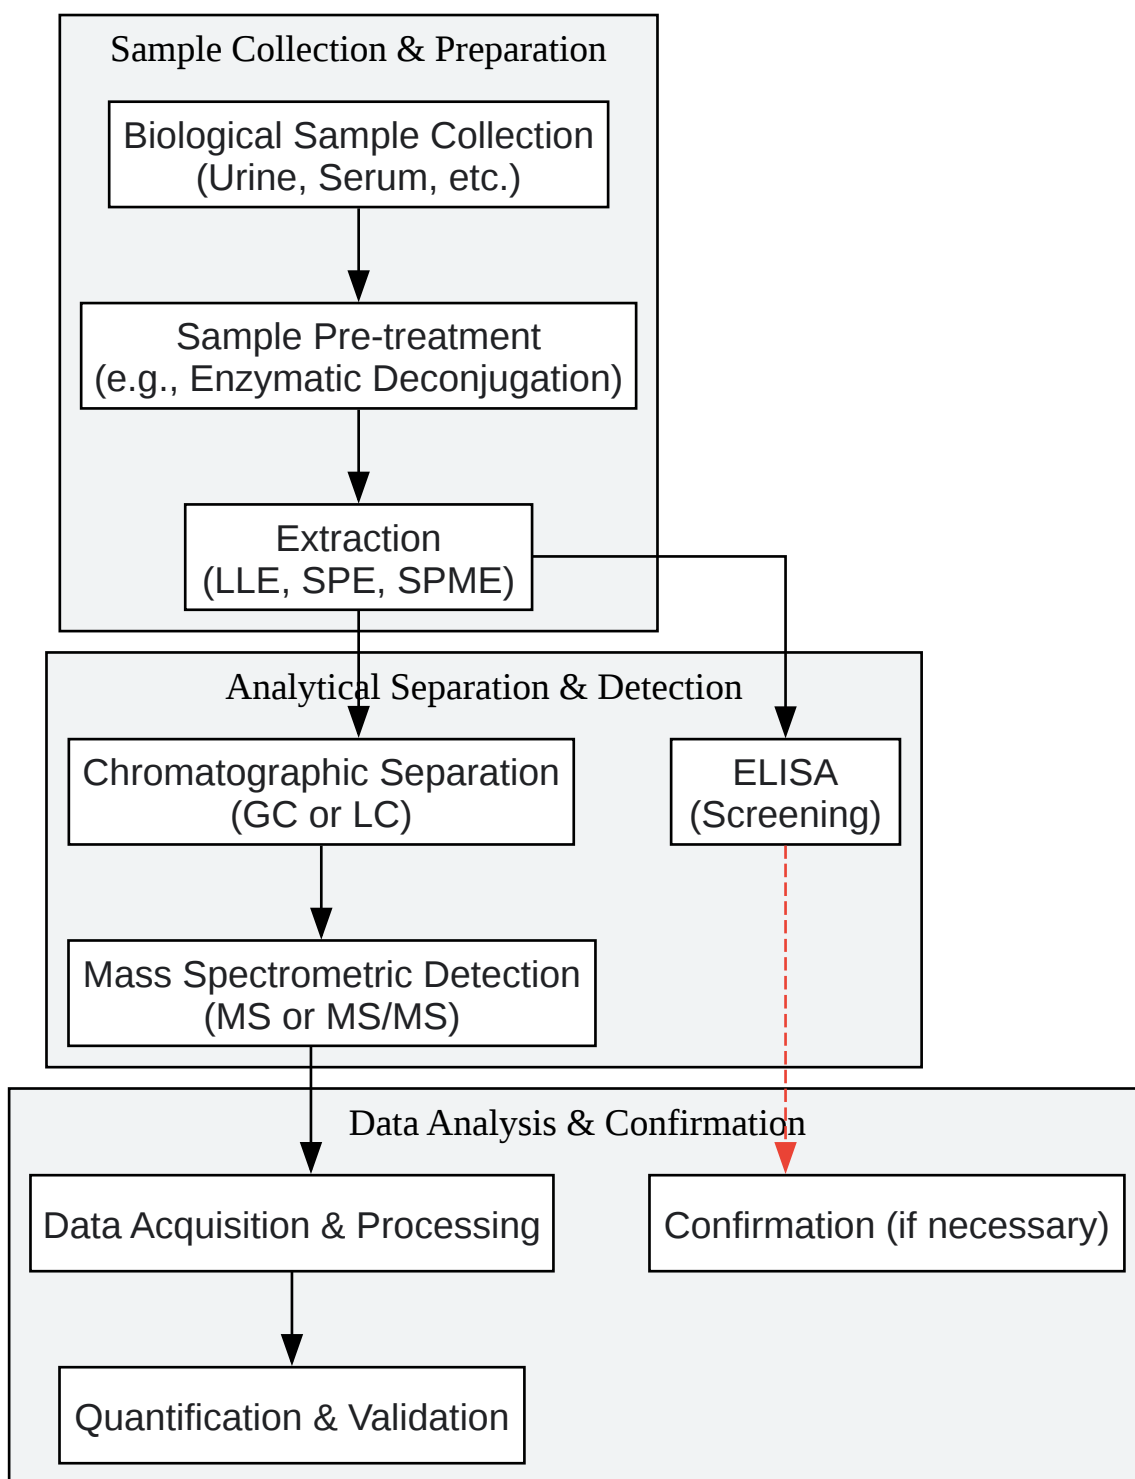 Sample Collection & Preparation
Biological Sample Collection
(Urine, Serum, etc.)
Sample Pre-treatment
(e.g., Enzymatic Deconjugation)
Extraction
(LLE, SPE, SPME)
Analytical Separation & Detection
Chromatographic Separation
(GC or LC)
ELISA
(Screening)
Mass Spectrometric Detection
(MS or MS/MS)
Data Analysis & Confirmation
Data Acquisition & Processing
Confirmation (if necessary)
Quantification & Validation